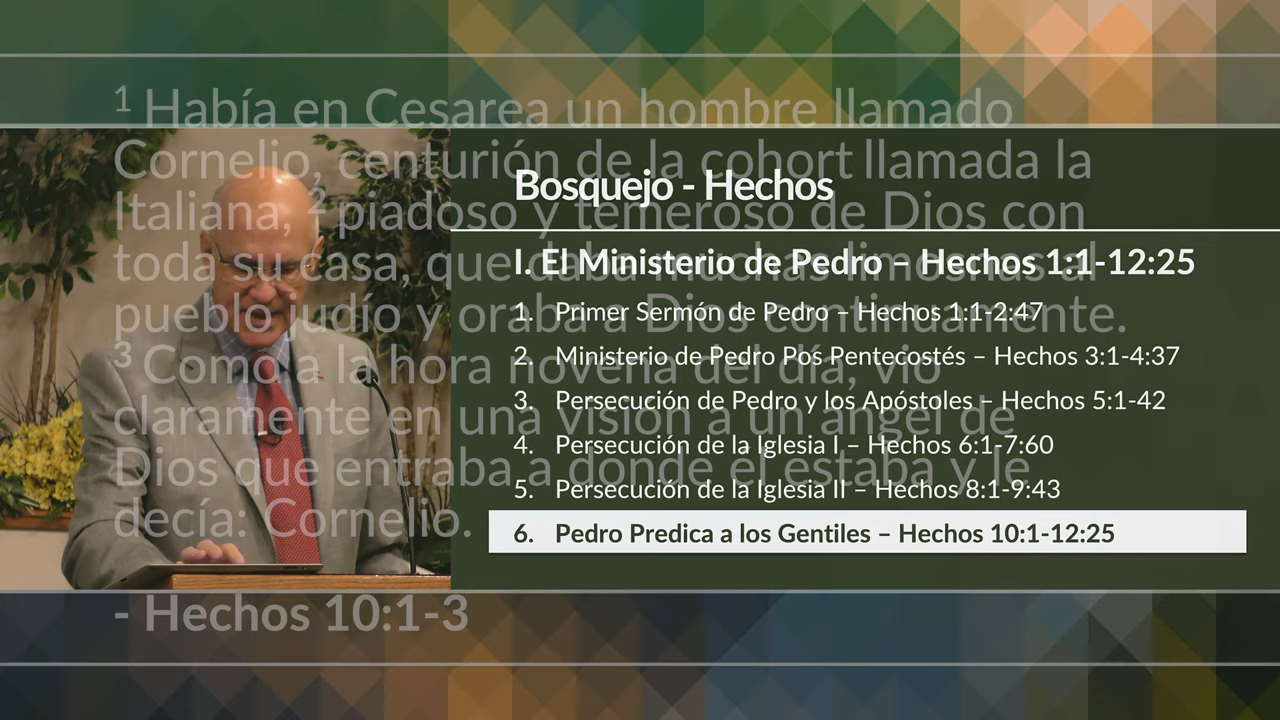 1 Había en Cesarea un hombre llamado
Cornelio, centurión de la cohort llamada la
Italiana, 2 piadoso y temeroso de Dios con
toda su casa, que daba muchas limosnas al
pueblo judío y oraba a Dios continuamente.
3 Como a la hora novena del día, vio
claramente en una visión a un ángel de
Dios que entraba a donde él estaba y le
decía: Cornelio.
- Hechos 10:1-3
Bosquejo - Hechos
I. El Ministerio de Pedro – Hechos 1:1-12:25
1. Primer Sermón de Pedro – Hechos 1:1-2:47
2. Ministerio de Pedro Pos Pentecostés – Hechos 3:1-4:37
3. Persecución de Pedro y los Apóstoles – Hechos 5:1-42
4. Persecución de la Iglesia I – Hechos 6:1-7:60
5. Persecución de la Iglesia II – Hechos 8:1-9:43
6. Pedro Predica a los Gentiles – Hechos 10:1-12:25